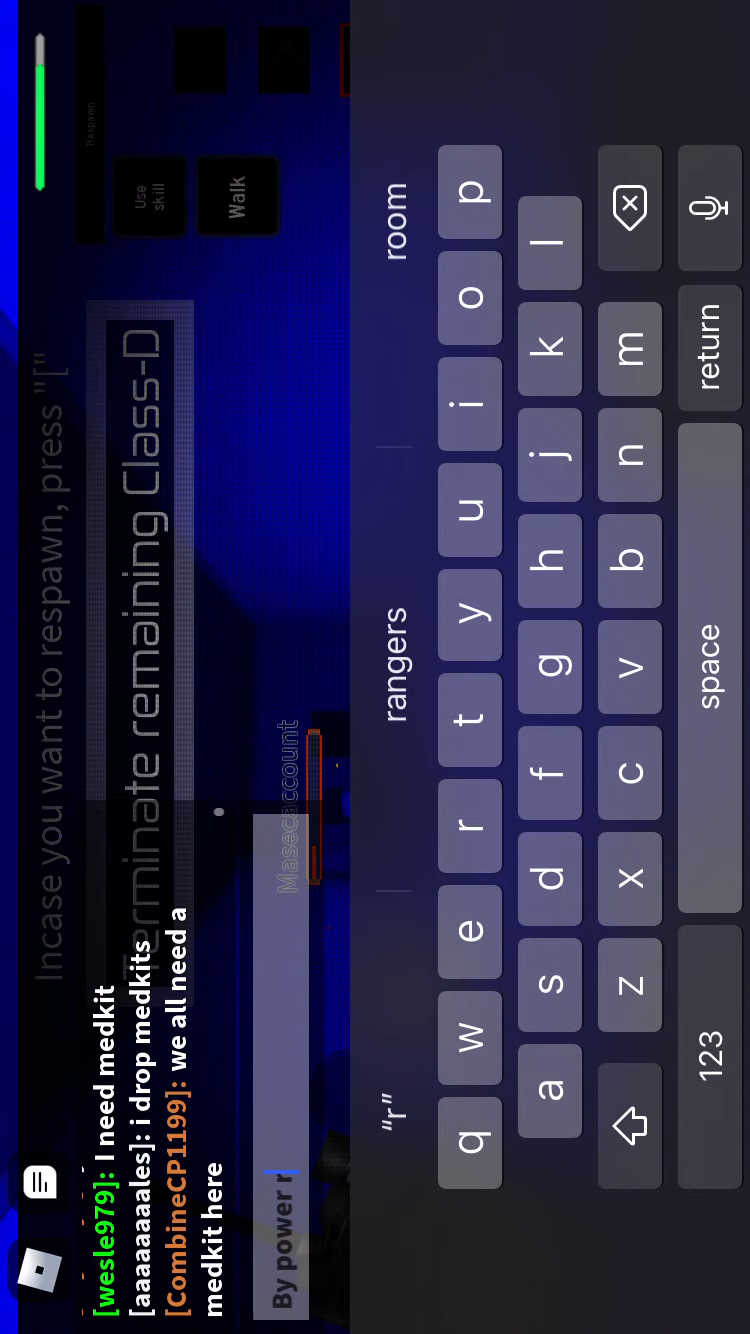 Incase you want to respawn, press "["
Respawn
Use
skill
Walk
Terminate remaining Class-D
[wesle979]: I need medkit
[aaaaaaaaales]: i drop medkits
[CombineCP1199]: we all need a
medkit here
Masecaccount
By power r
"r" rangers room
q w e r t y u i o p
a s d f g h j k l
z x c v b n m
123 space return